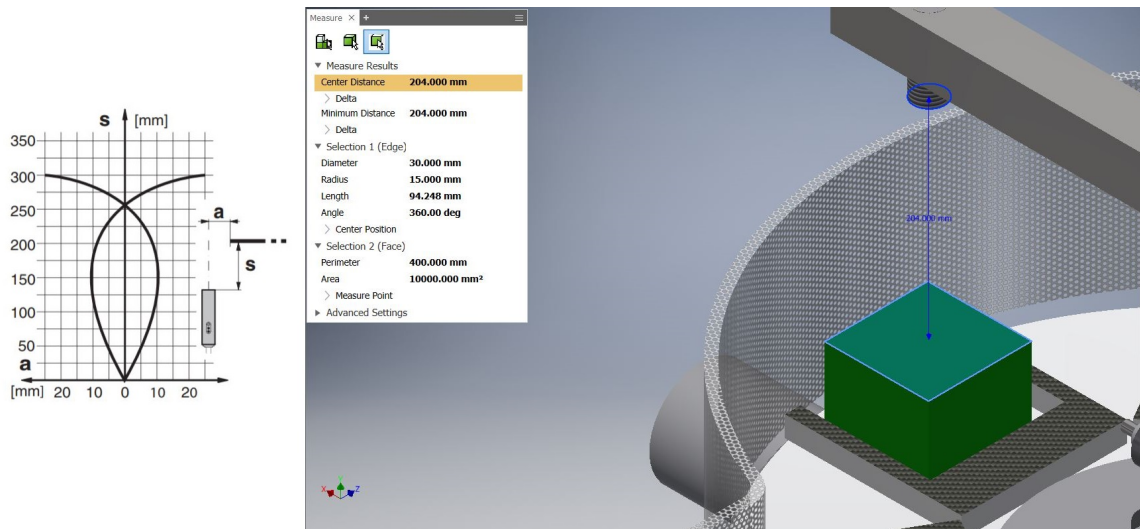 s [mm]
350
300
250
200
150
100
50
a
[mm] 20 10 0 10 20
a
s
Measure × +
Measure Results
Center Distance 204.000 mm
Delta
Minimum Distance 204.000 mm
Delta
Selection 1 (Edge)
Diameter 30.000 mm
Radius 15.000 mm
Length 94.248 mm
Angle 360.00 deg
Center Position
Selection 2 (Face)
Perimeter 400.000 mm
Area 10000.000 mm²
Measure Point
Advanced Settings
204.000 mm
X Y Z